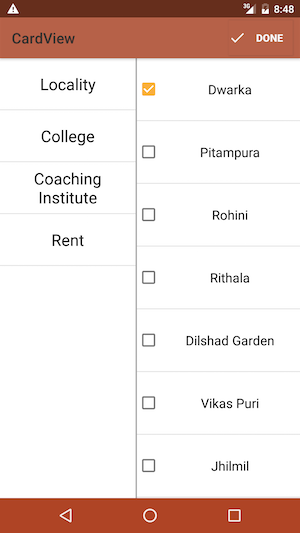 3G 8:48
CardView DONE
Locality
College
Coaching
Institute
Rent
Dwarka
Pitampura
Rohini
Rithala
Dilshad Garden
Vikas Puri
Jhilmil